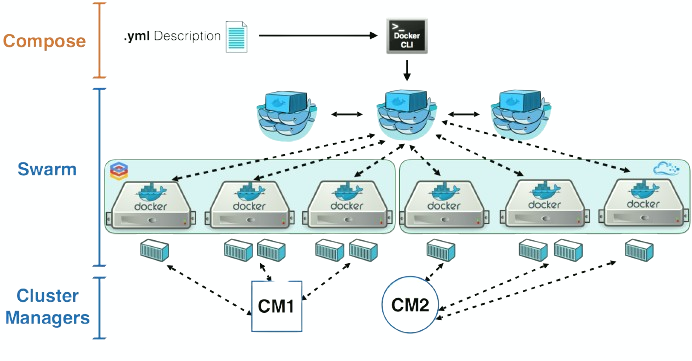 Compose
.yml Description
>_ Docker
CLI
Swarm
docker
docker
docker
docker
docker
docker
Cluster
Managers
CM1
CM2